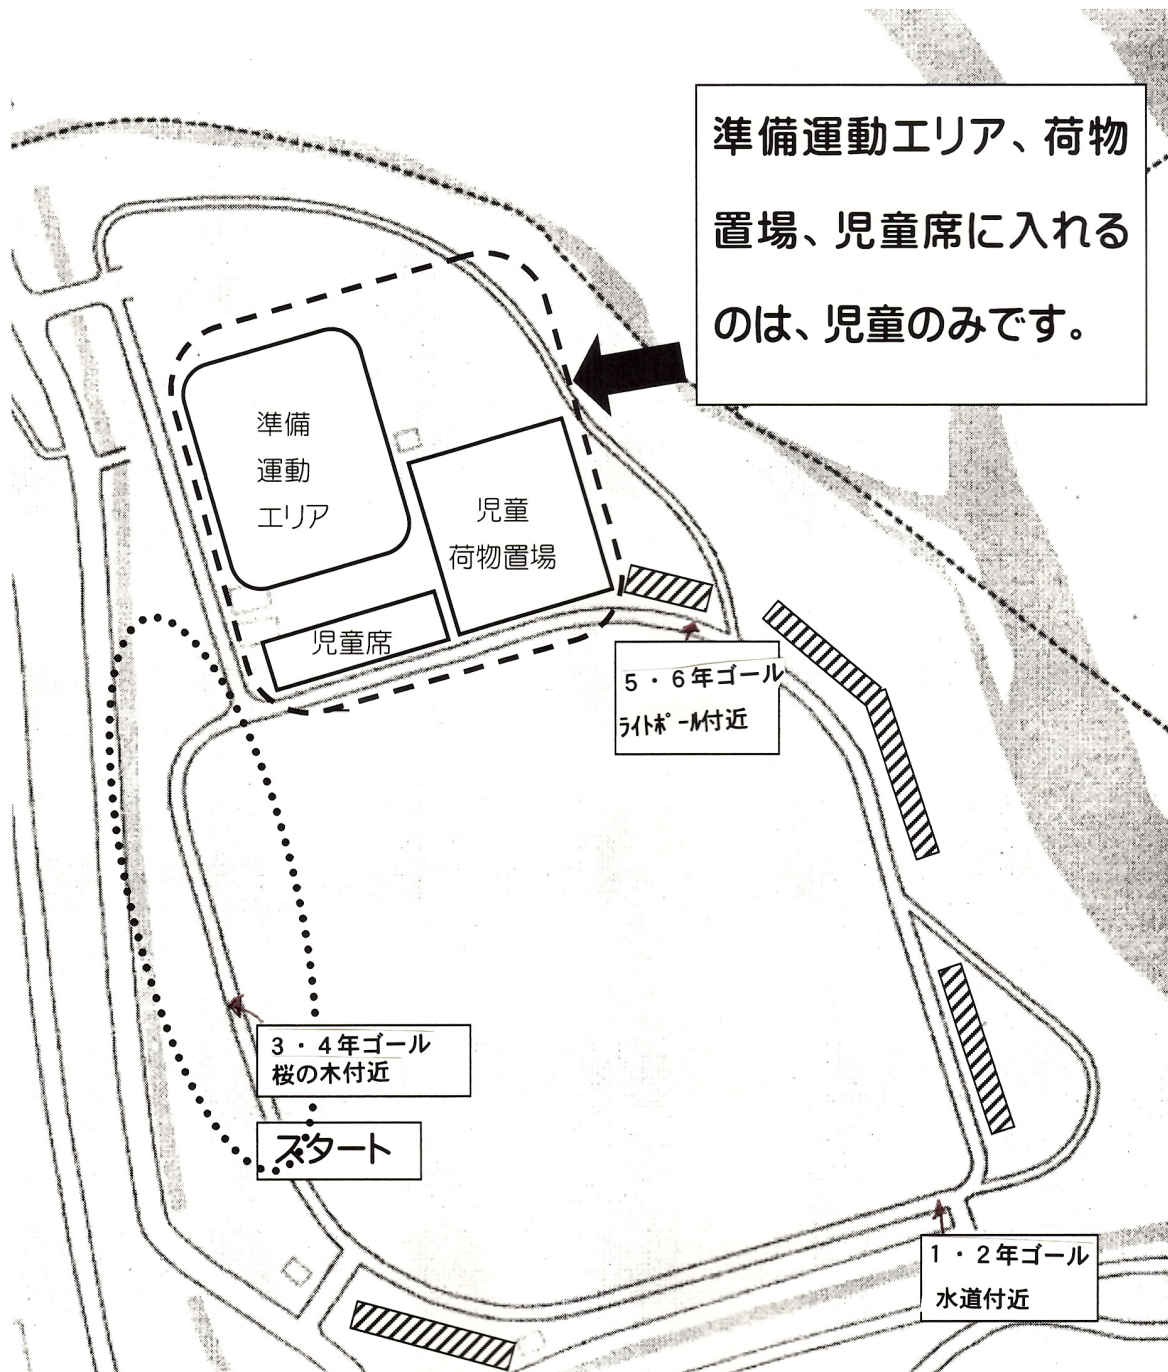 準備運動エリア、荷物
置場、児童席に入れる
のは、児童のみです。
準備
運動
エリア
児童
荷物置場
児童席
5・6年ゴール
ライトポール付近
3・4年ゴール
桜の木付近
スタート
1・2年ゴール
水道付近